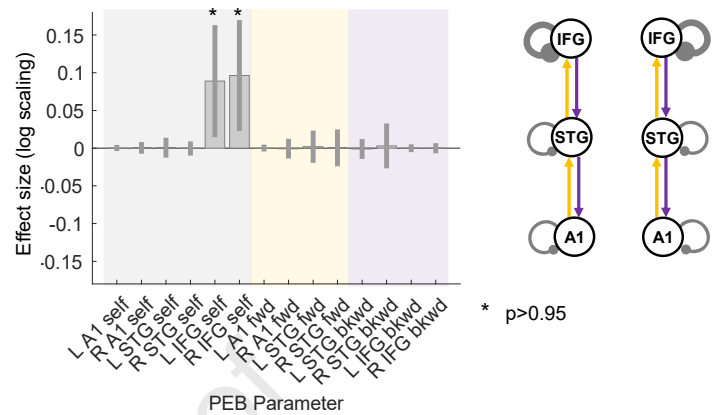 Effect size (log scaling)
0.15
0.1
0.05
0
-0.05
-0.1
-0.15
*
*
L A1 self
R A1 self
L STG self
R STG self
L IFG self
R IFG self
L A1 fwd
R A1 fwd
L STG fwd
R STG fwd
L STG bkwd
R STG bkwd
L IFG bkwd
R IFG bkwd
PEB Parameter
IFG
IFG
STG
STG
A1
A1
* p>0.95